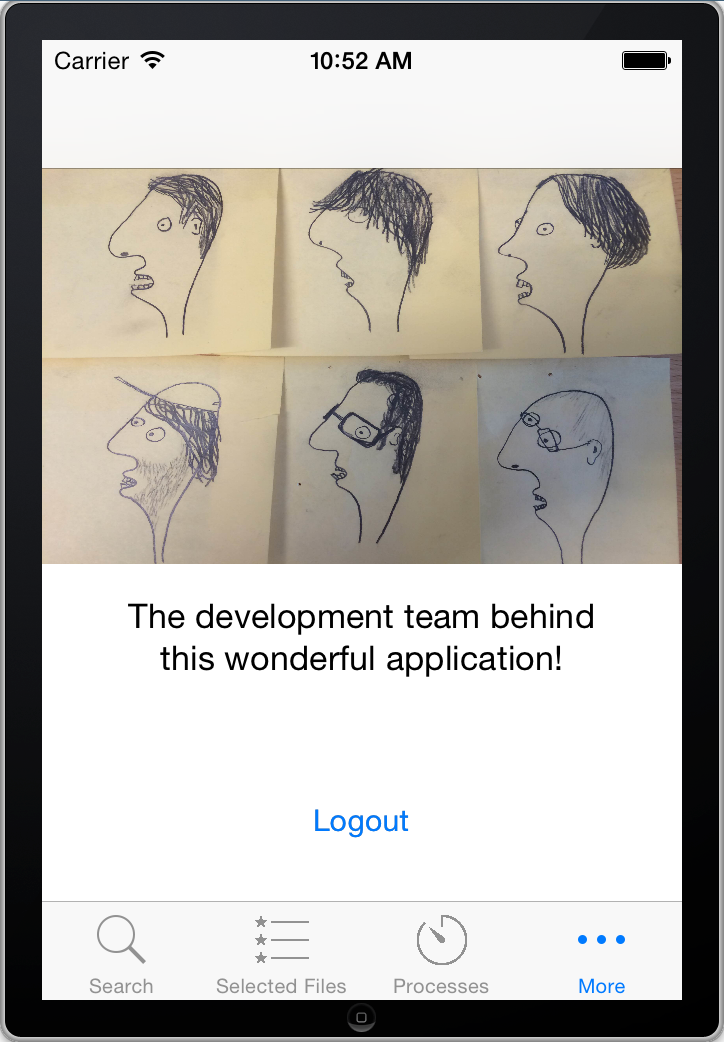 Carrier 10:52 AM
The development team behind
this wonderful application!
Logout
Search Selected Files Processes More